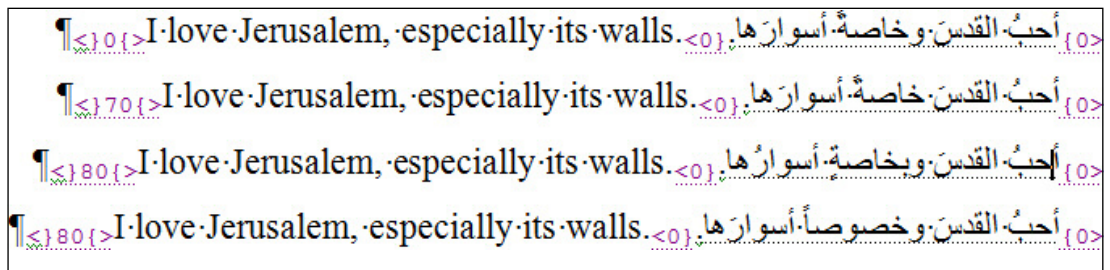 {0>أحبُ القدسَ وخاصةً أسوارَها.<}0{>I love Jerusalem, especially its walls.<0}¶
{0>أحبُ القدسَ خاصةً أسوارَها.<}70{>I love Jerusalem, especially its walls.<0}¶
{0>أحبُ القدسَ وبخاصةٍ أسوارُها.<}80{>I love Jerusalem, especially its walls.<0}¶
{0>أحبُ القدسَ وخصوصاً أسوارَها.<}80{>I love Jerusalem, especially its walls.<0}¶